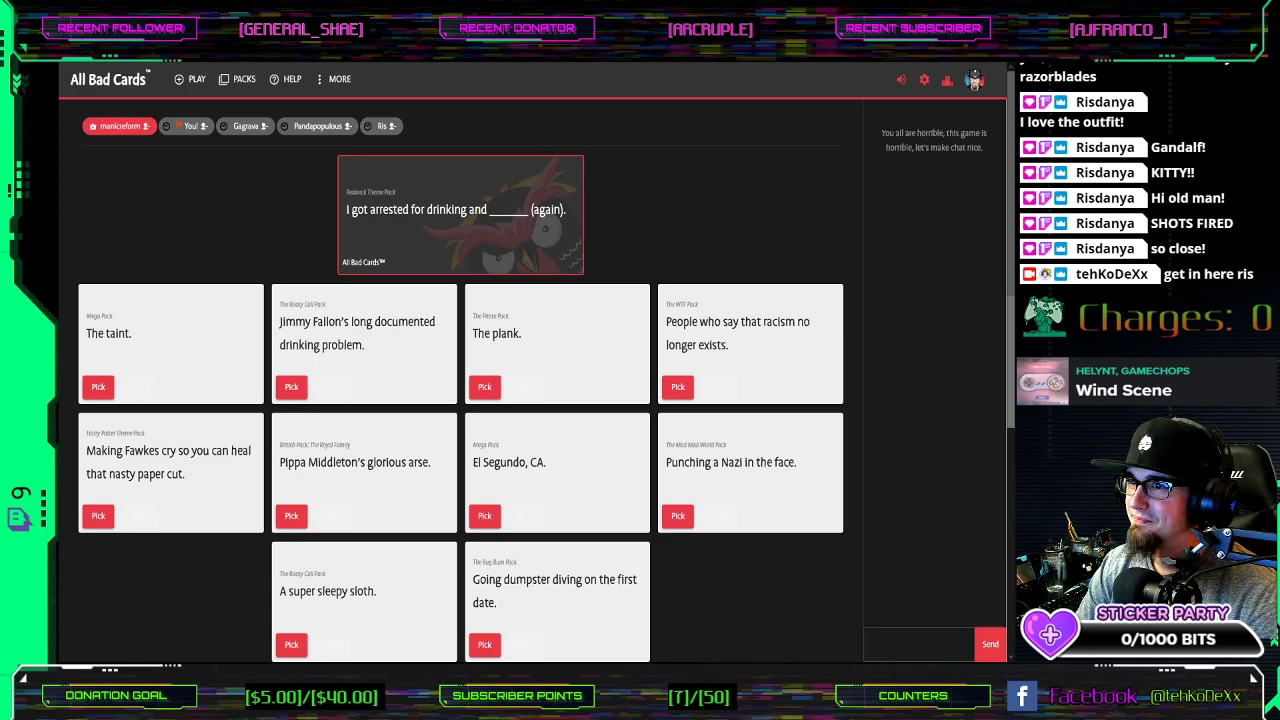 RECENT FOLLOWER
[GENERAL_SHAE]
RECENT DONATOR
[ARCRUPLE]
RECENT SUBSCRIBER
[AJFRANCO_]
All Bad Cards™
PLAY
PACKS
HELP
MORE
manicreform
You!
Gagrava
Pandapopulous
Ris
Redneck Theme Pack
I got arrested for drinking and ______ (again).
All Bad Cards™
Mega Pack
The taint.
Pick
The Booty Call Pack
Jimmy Fallon's long documented
drinking problem.
Pick
The Pirate Pack
The plank.
Pick
The WTF Pack
People who say that racism no
longer exists.
Pick
Harry Potter Theme Pack
Making Fawkes cry so you can heal
that nasty paper cut.
Pick
British Pack: The Royal Family
Pippa Middleton's glorious arse.
Pick
Mega Pack
El Segundo, CA.
Pick
The Mad Mad World Pack
Punching a Nazi in the face.
Pick
The Booty Call Pack
A super sleepy sloth.
Pick
The Rug Burn Pack
Going dumpster diving on the first
date.
Pick
You all are horrible, this game is
horrible, let's make chat nice.
Send
razorblades
Risdanya
I love the outfit!
Risdanya Gandalf!
Risdanya KITTY!!
Risdanya Hi old man!
Risdanya SHOTS FIRED
Risdanya so close!
tehKoDeXx get in here ris
Charges: 0
HELYNT, GAMECHOPS
Wind Scene
STICKER PARTY
0/1000 BITS
9
DONATION GOAL
[$5.00]/[$40.00]
SUBSCRIBER POINTS
[7]/[50]
COUNTERS
Facebook @tehKoDeXx